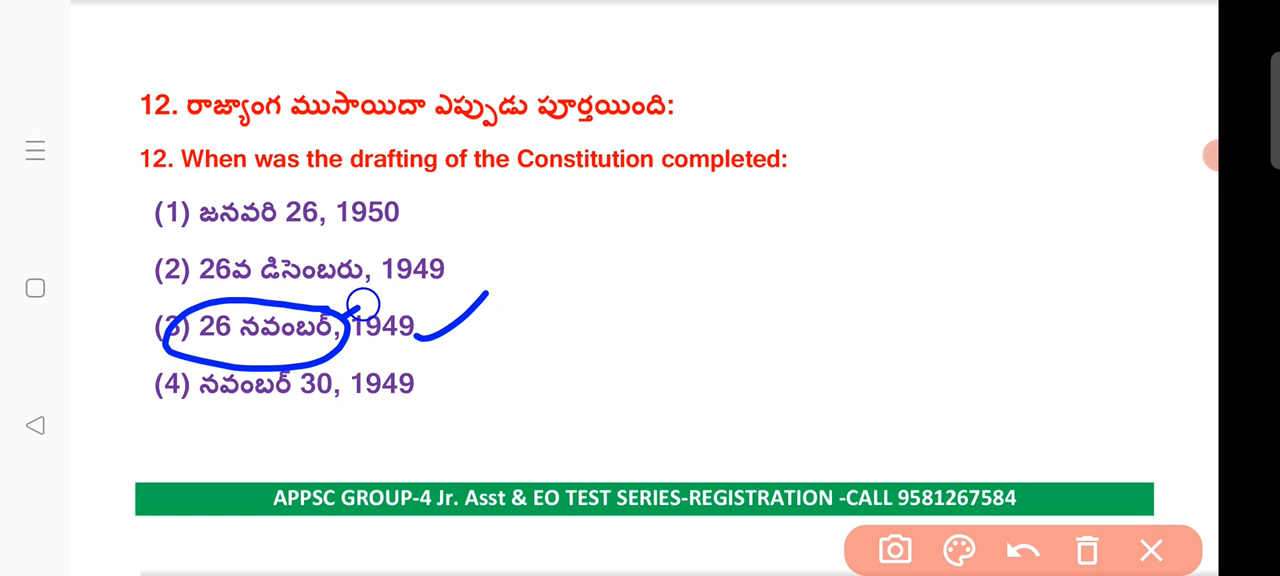 12. రాజ్యాంగ ముసాయిదా ఎప్పుడు పూర్తయింది:
12. When was the drafting of the Constitution completed:
(1) జనవరి 26, 1950
(2) 26వ డిసెంబరు, 1949
(3) 26 నవంబర్, 1949
(4) నవంబర్ 30, 1949
APPSC GROUP-4 Jr. Asst & EO TEST SERIES-REGISTRATION -CALL 9581267584